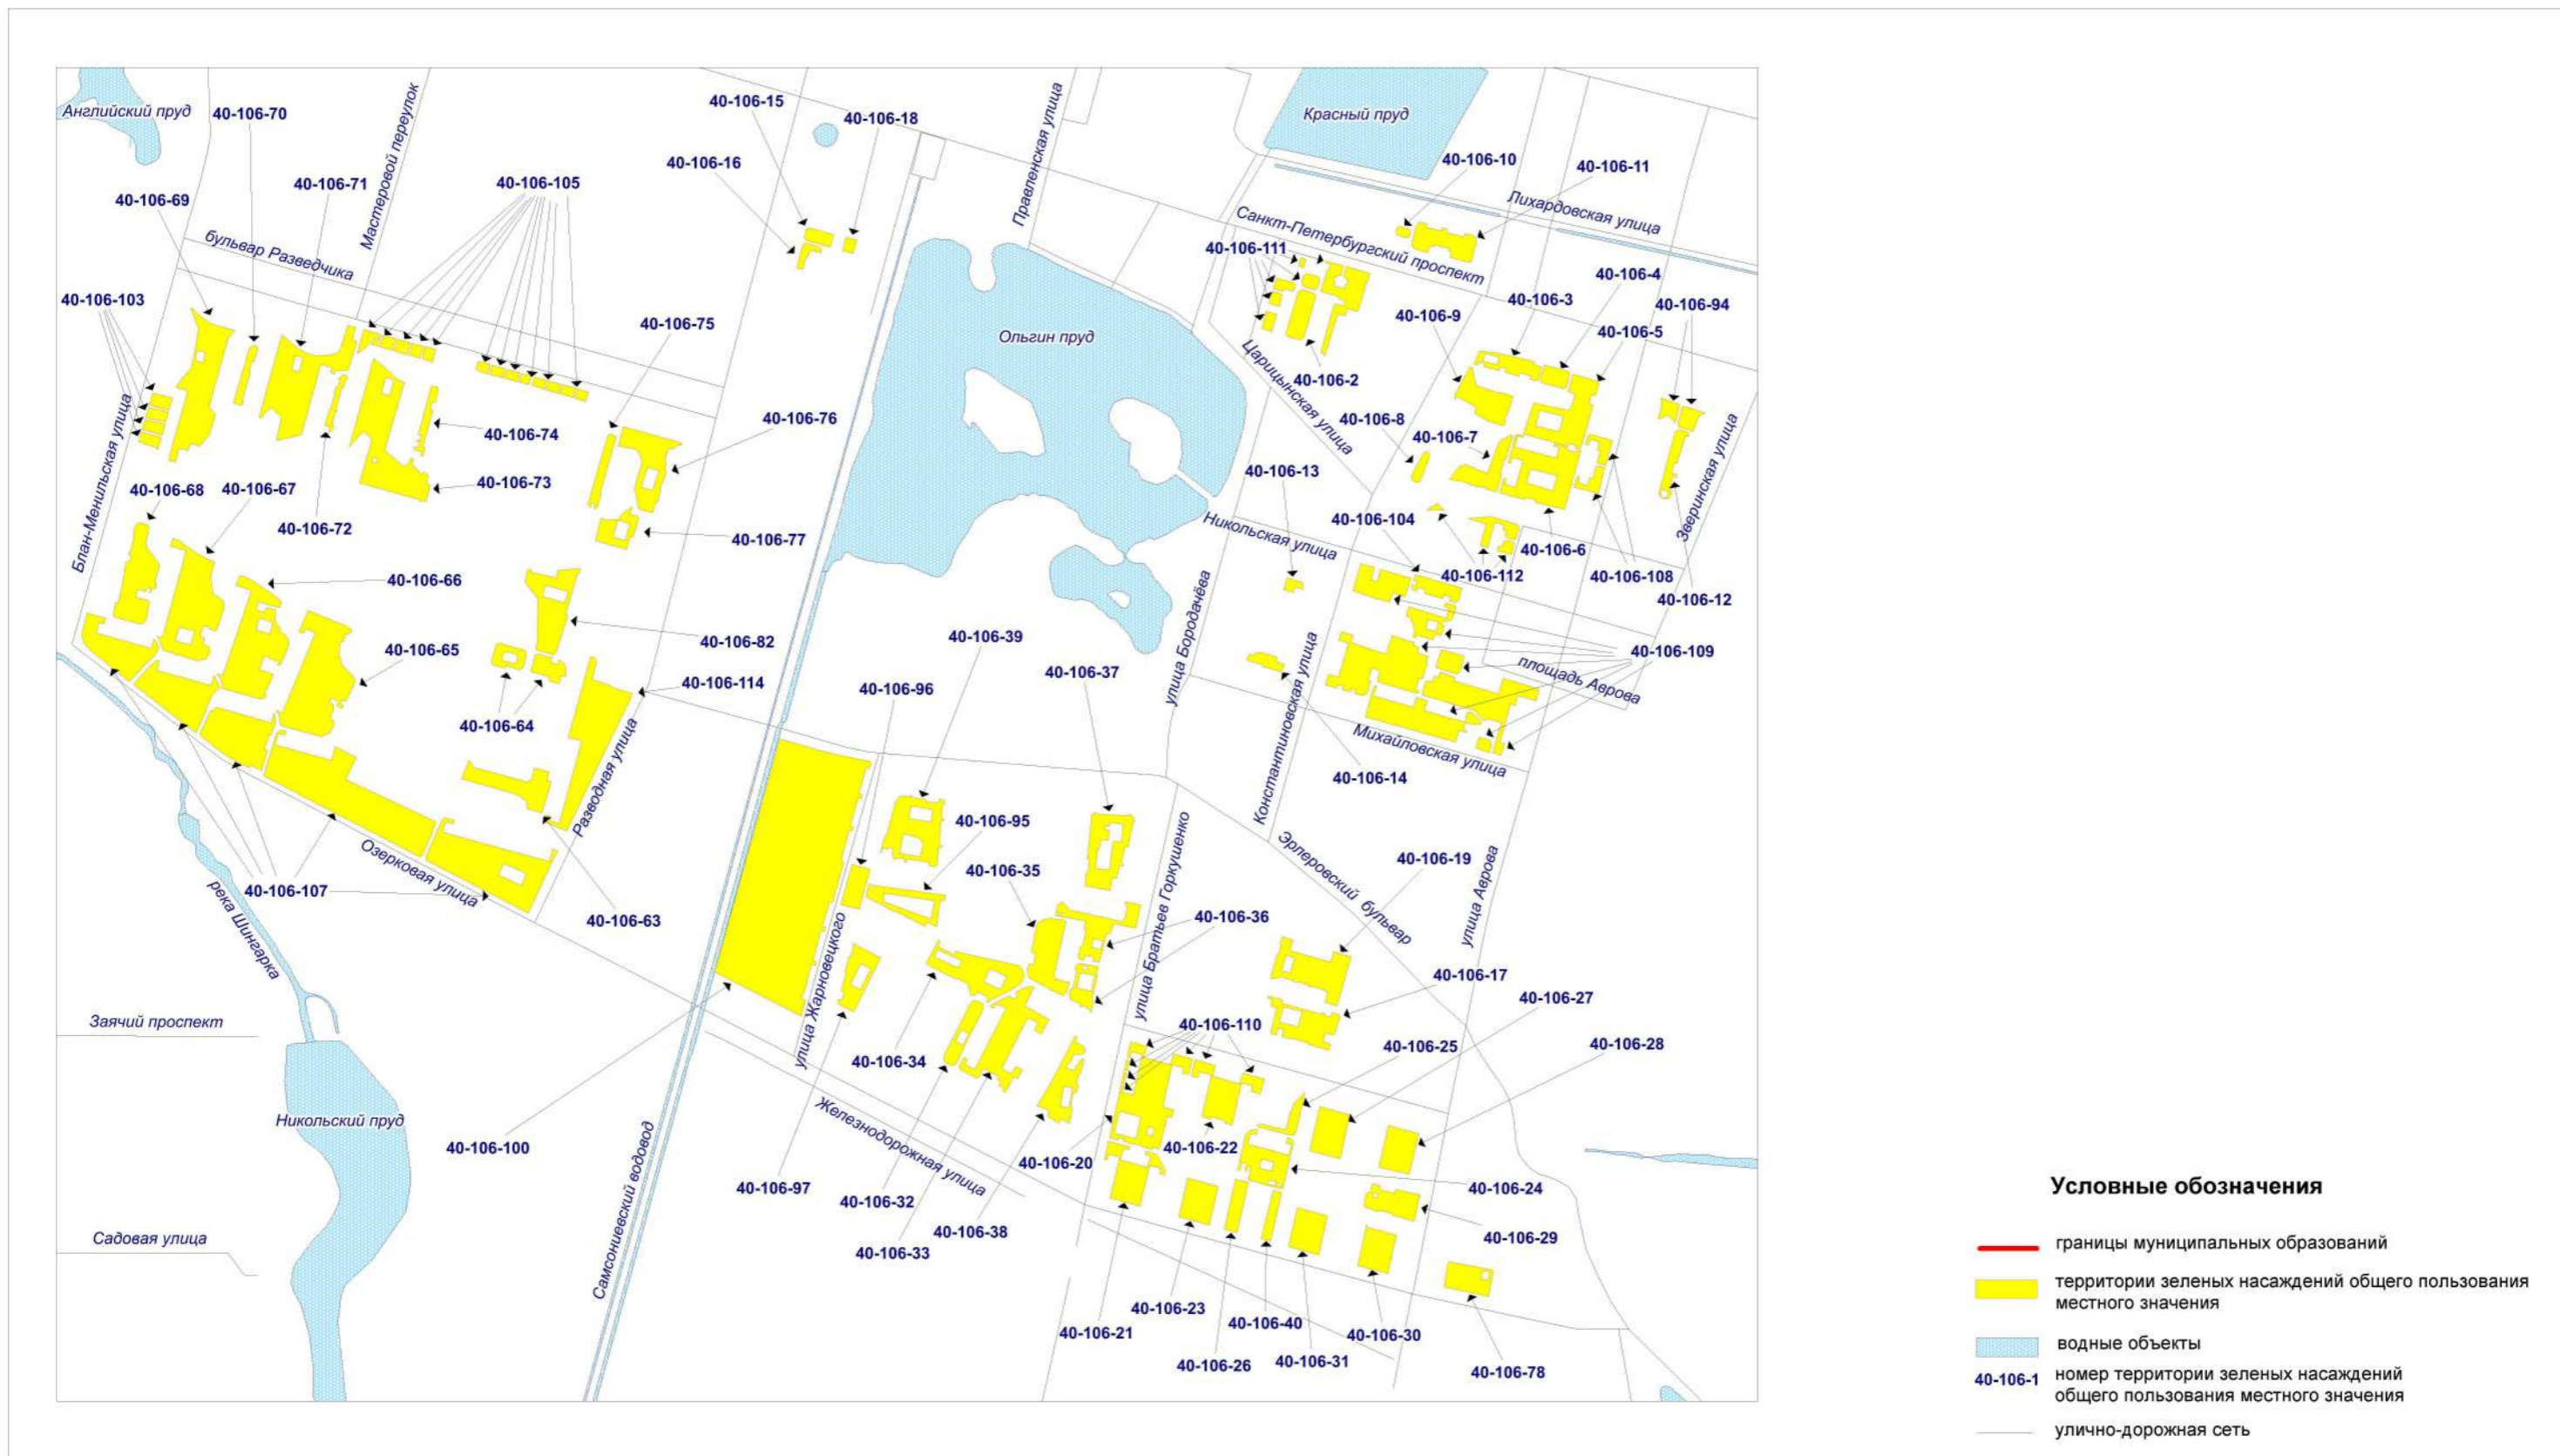 Английский пруд
40-106-70
Мастеровой переулок
40-106-15
40-106-18
Правленская улица
Красный пруд
40-106-16
40-106-10
40-106-11
40-106-71
40-106-105
40-106-69
Лихардовская улица
бульвар Разведчика
Санкт-Петербургский проспект
40-106-111
40-106-4
40-106-103
40-106-3
40-106-94
40-106-75
40-106-9
40-106-5
Ольгин пруд
Царицынская улица
40-106-2
40-106-76
40-106-8
40-106-74
40-106-7
Блан-Менильская улица
40-106-13
40-106-68
40-106-67
40-106-73
Зверинская улица
40-106-72
40-106-104
Никольская улица
40-106-77
40-106-6
40-106-66
40-106-112
40-106-108
40-106-12
улица Бородачёва
40-106-82
40-106-39
40-106-65
40-106-109
40-106-37
площадь Аврова
40-106-114
40-106-96
Константиновская улица
40-106-64
Михайловская улица
40-106-14
Разводная улица
40-106-95
40-106-19
Эрлеровский бульвар
Озерковая улица
40-106-35
улица Аврова
40-106-107
40-106-63
40-106-36
река Шингарка
улица Братьев Горкушенко
улица Жарновецкого
40-106-17
40-106-27
Заячий проспект
40-106-110
40-106-34
40-106-25
40-106-28
Никольский пруд
Железнодорожная улица
40-106-100
40-106-22
40-106-20
40-106-97
40-106-32
40-106-24
Самсониевский водовод
40-106-38
Садовая улица
40-106-33
40-106-29
40-106-23
40-106-21
40-106-40
40-106-30
40-106-26
40-106-31
40-106-78
Условные обозначения
границы муниципальных образований
территории зеленых насаждений общего пользования
местного значения
водные объекты
40-106-1
номер территории зеленых насаждений
общего пользования местного значения
улично-дорожная сеть